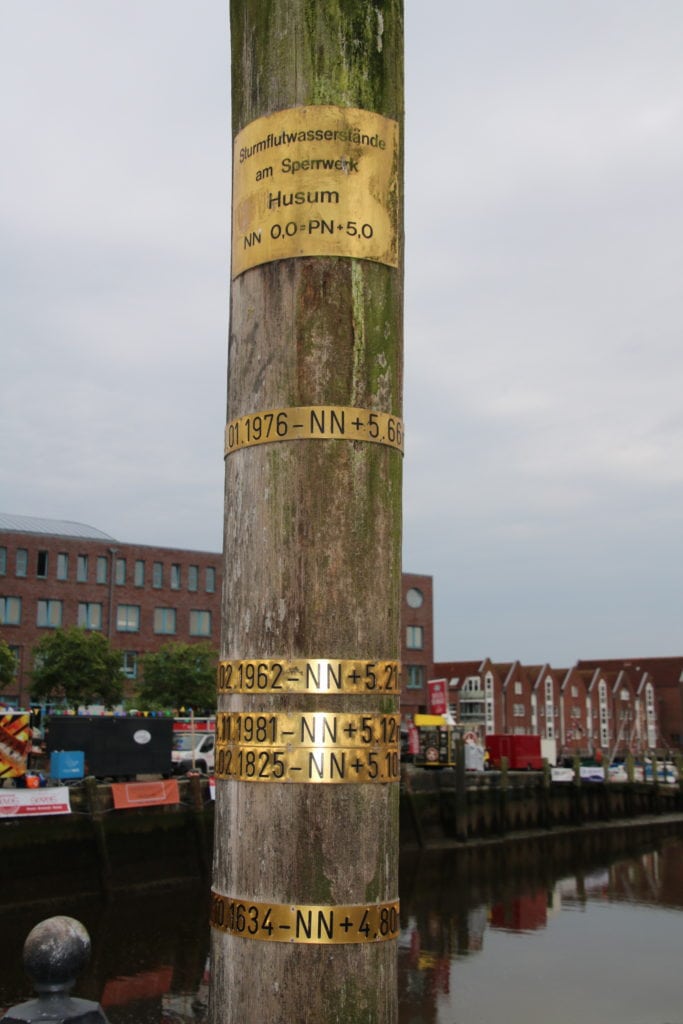 Sturmflutwasserstände
am Sperrwerk
Husum
NN 0,0=PN+5,0
.01.1976–NN+5.66
.02.1962–NN+5.21
.11.1981–NN+5.12
.02.1825–NN+5.10
10.1634–NN+4.80